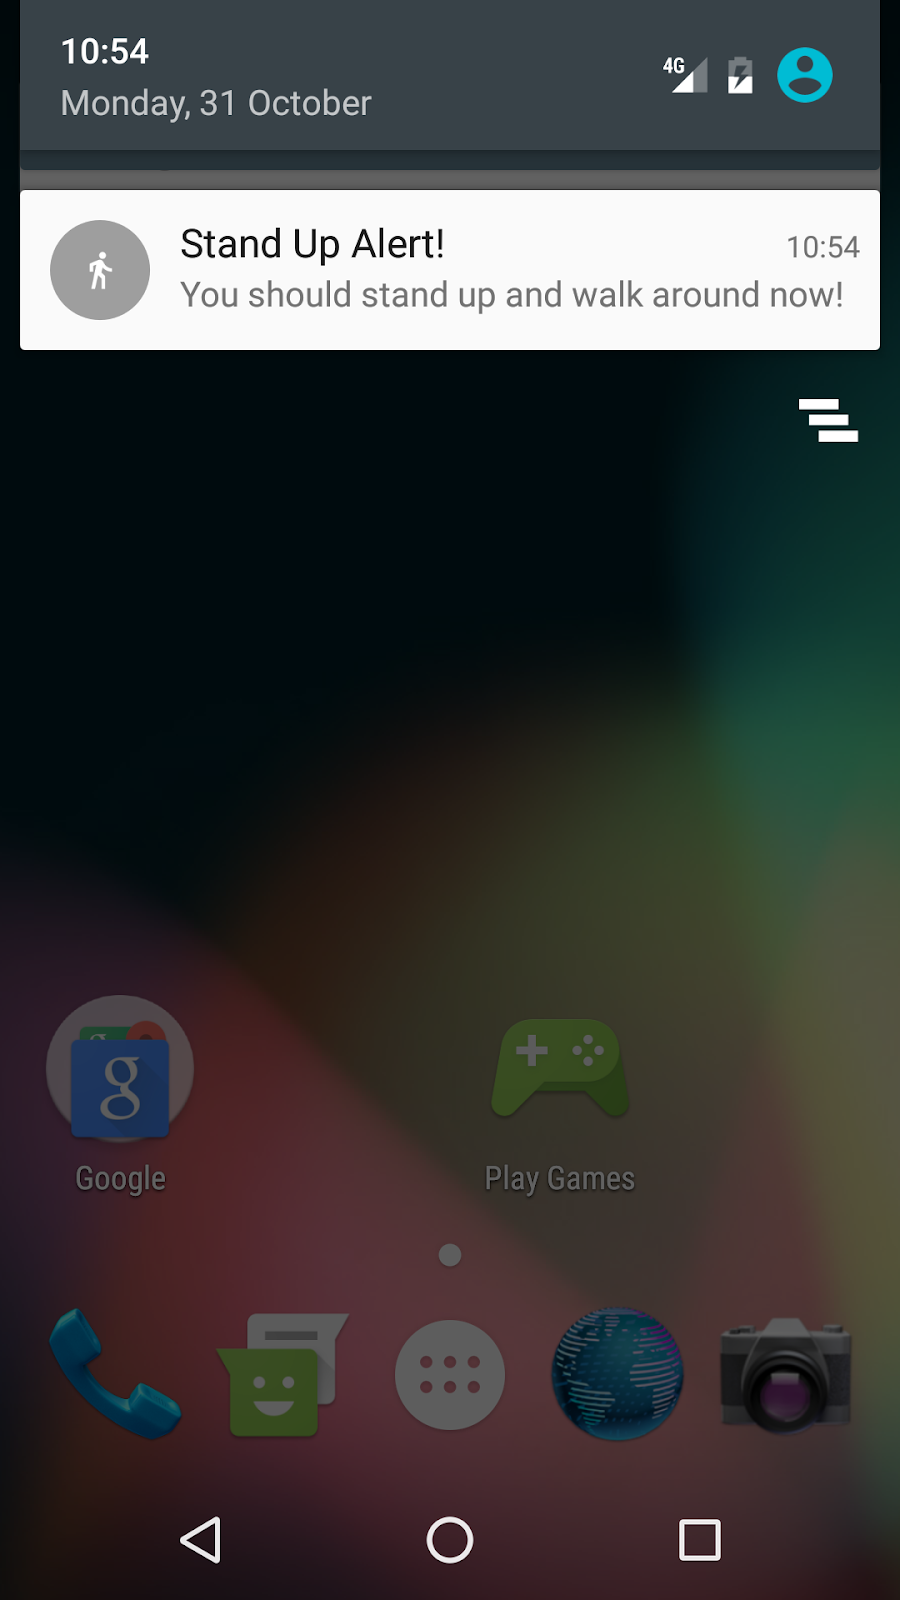 10:54
Monday, 31 October
4G
Stand Up Alert!
10:54
You should stand up and walk around now!
g
g
Google
Play Games